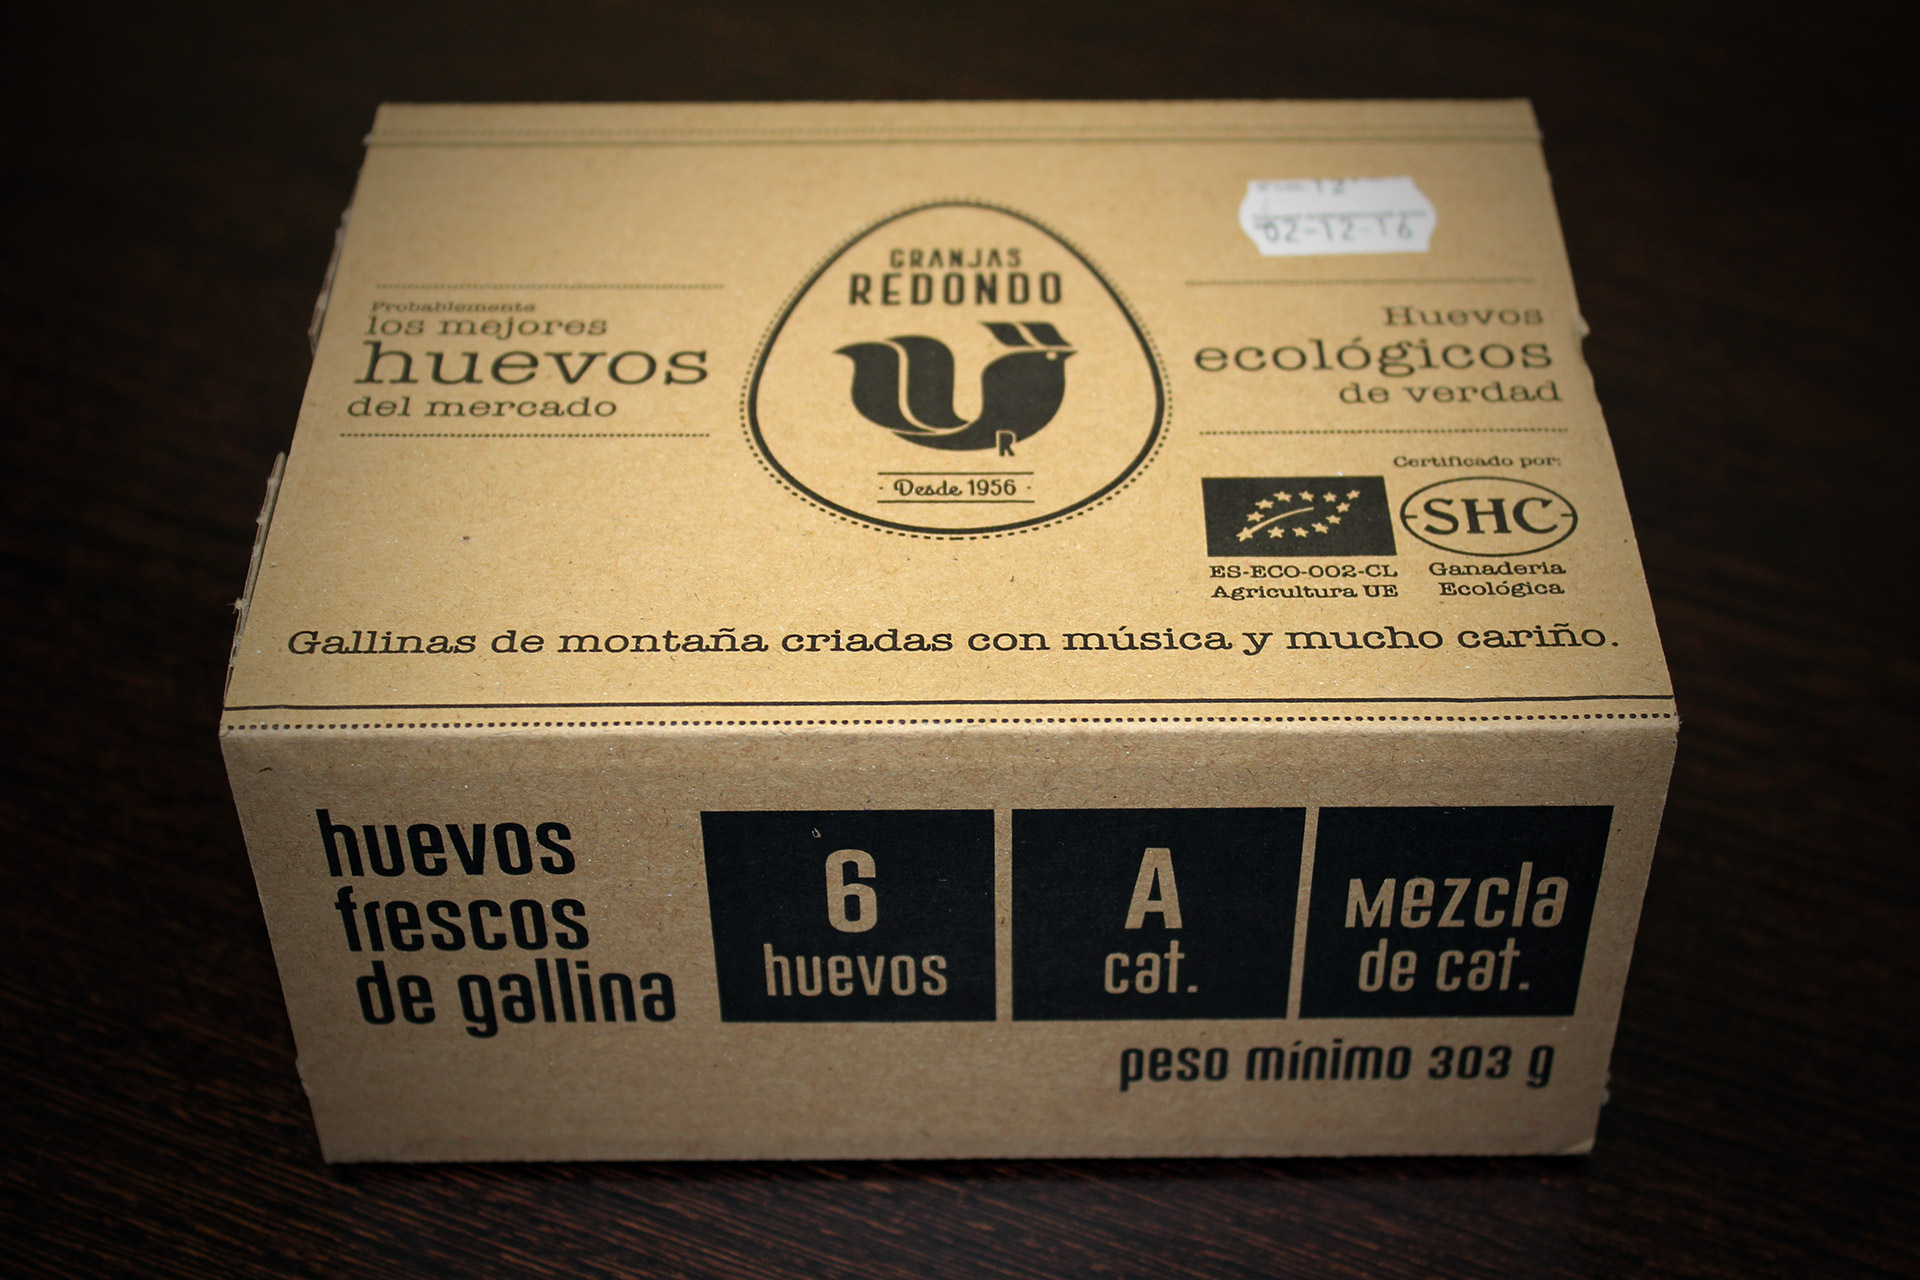 02-12-16
GRANJAS
REDONDO
R
Desde 1956
Probablemente
los mejores
huevos
del mercado
Huevos
ecológicos
de verdad
Certificado por:
SHC
ES-ECO-002-CL
Agricultura UE
Ganaderia
Ecológica
Gallinas de montaña criadas con música y mucho cariño.
huevos
frescos
de gallina
6
huevos
A
cat.
Mezcla
de cat.
peso mínimo 303 g